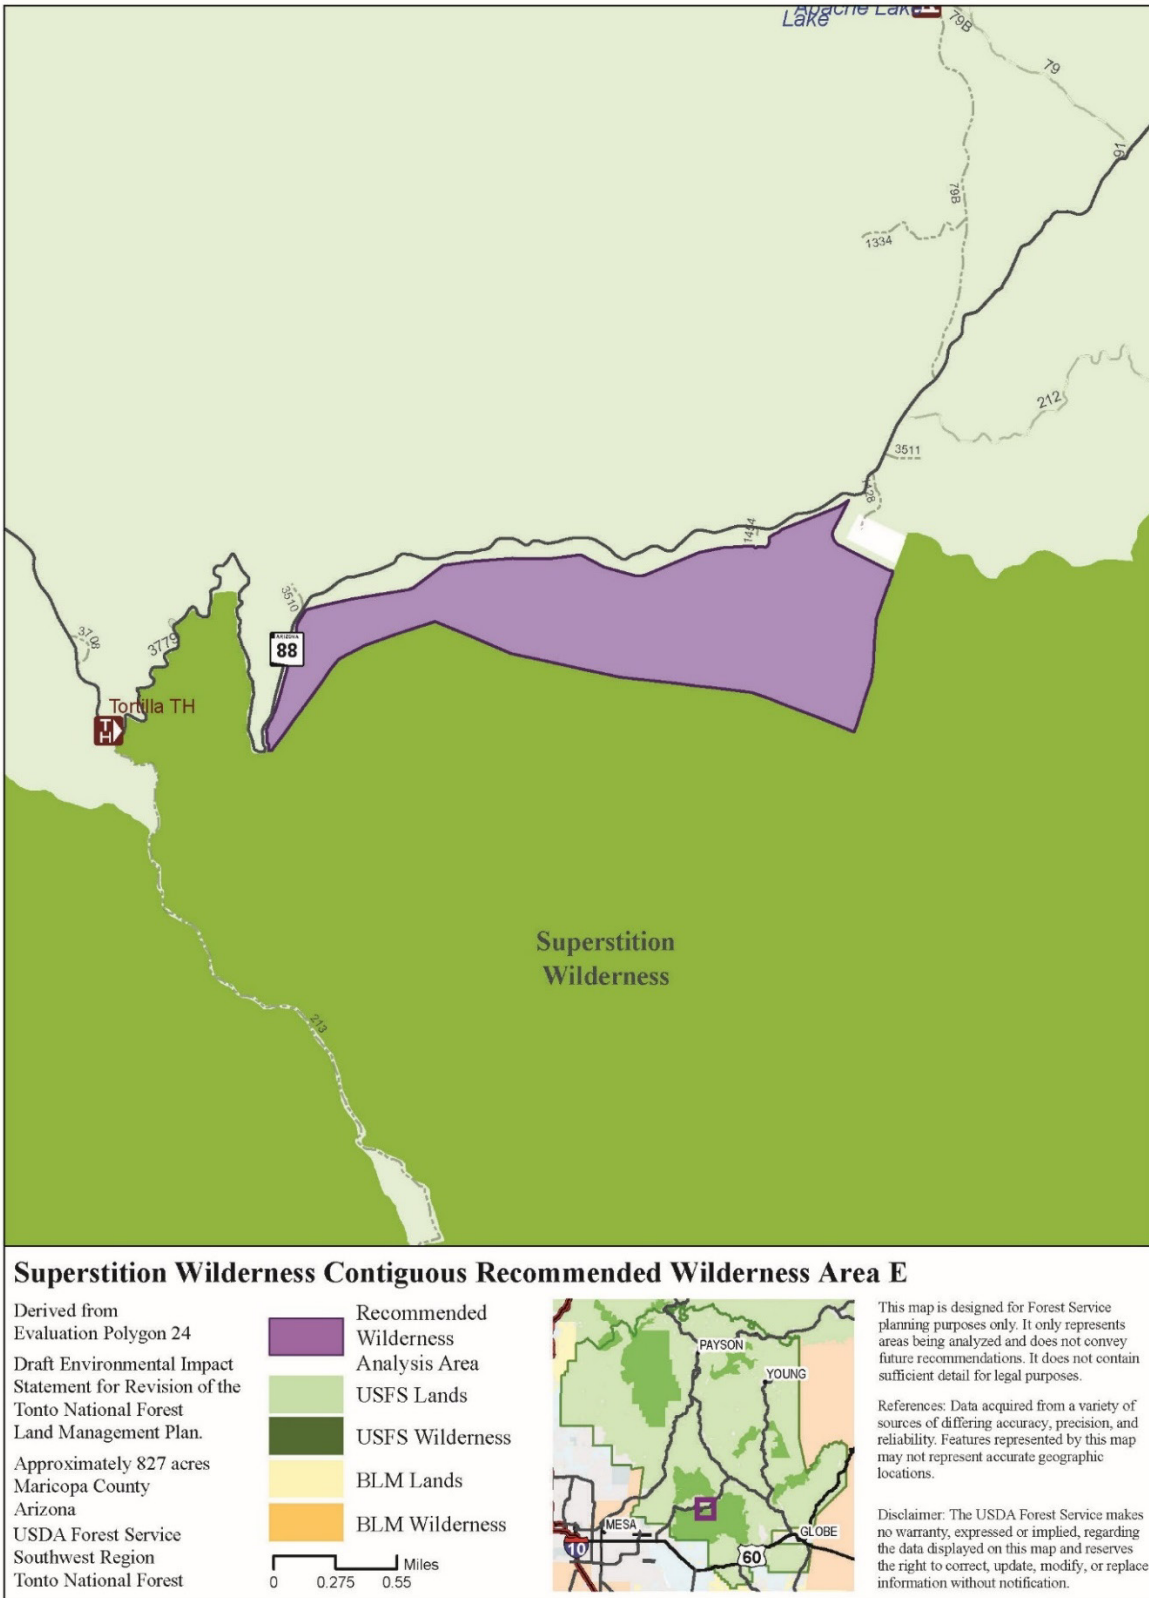 Apache Lake
Lake
79B
79
79B
1334
212
3511
1428
1454
3510
ARIZONA
88
3708
3779
Tortilla TH
TH
Superstition
Wilderness
213
Superstition Wilderness Contiguous Recommended Wilderness Area E
Derived from
Evaluation Polygon 24
Draft Environmental Impact
Statement for Revision of the
Tonto National Forest
Land Management Plan.
Approximately 827 acres
Maricopa County
Arizona
USDA Forest Service
Southwest Region
Tonto National Forest
Recommended
Wilderness
Analysis Area
USFS Lands
USFS Wilderness
BLM Lands
BLM Wilderness
Miles
0 0.275 0.55
PAYSON
YOUNG
MESA
GLOBE
10
60
This map is designed for Forest Service
planning purposes only. It only represents
areas being analyzed and does not convey
future recommendations. It does not contain
sufficient detail for legal purposes.
References: Data acquired from a variety of
sources of differing accuracy, precision, and
reliability. Features represented by this map
may not represent accurate geographic
locations.
Disclaimer: The USDA Forest Service makes
no warranty, expressed or implied, regarding
the data displayed on this map and reserves
the right to correct, update, modify, or replace
information without notification.